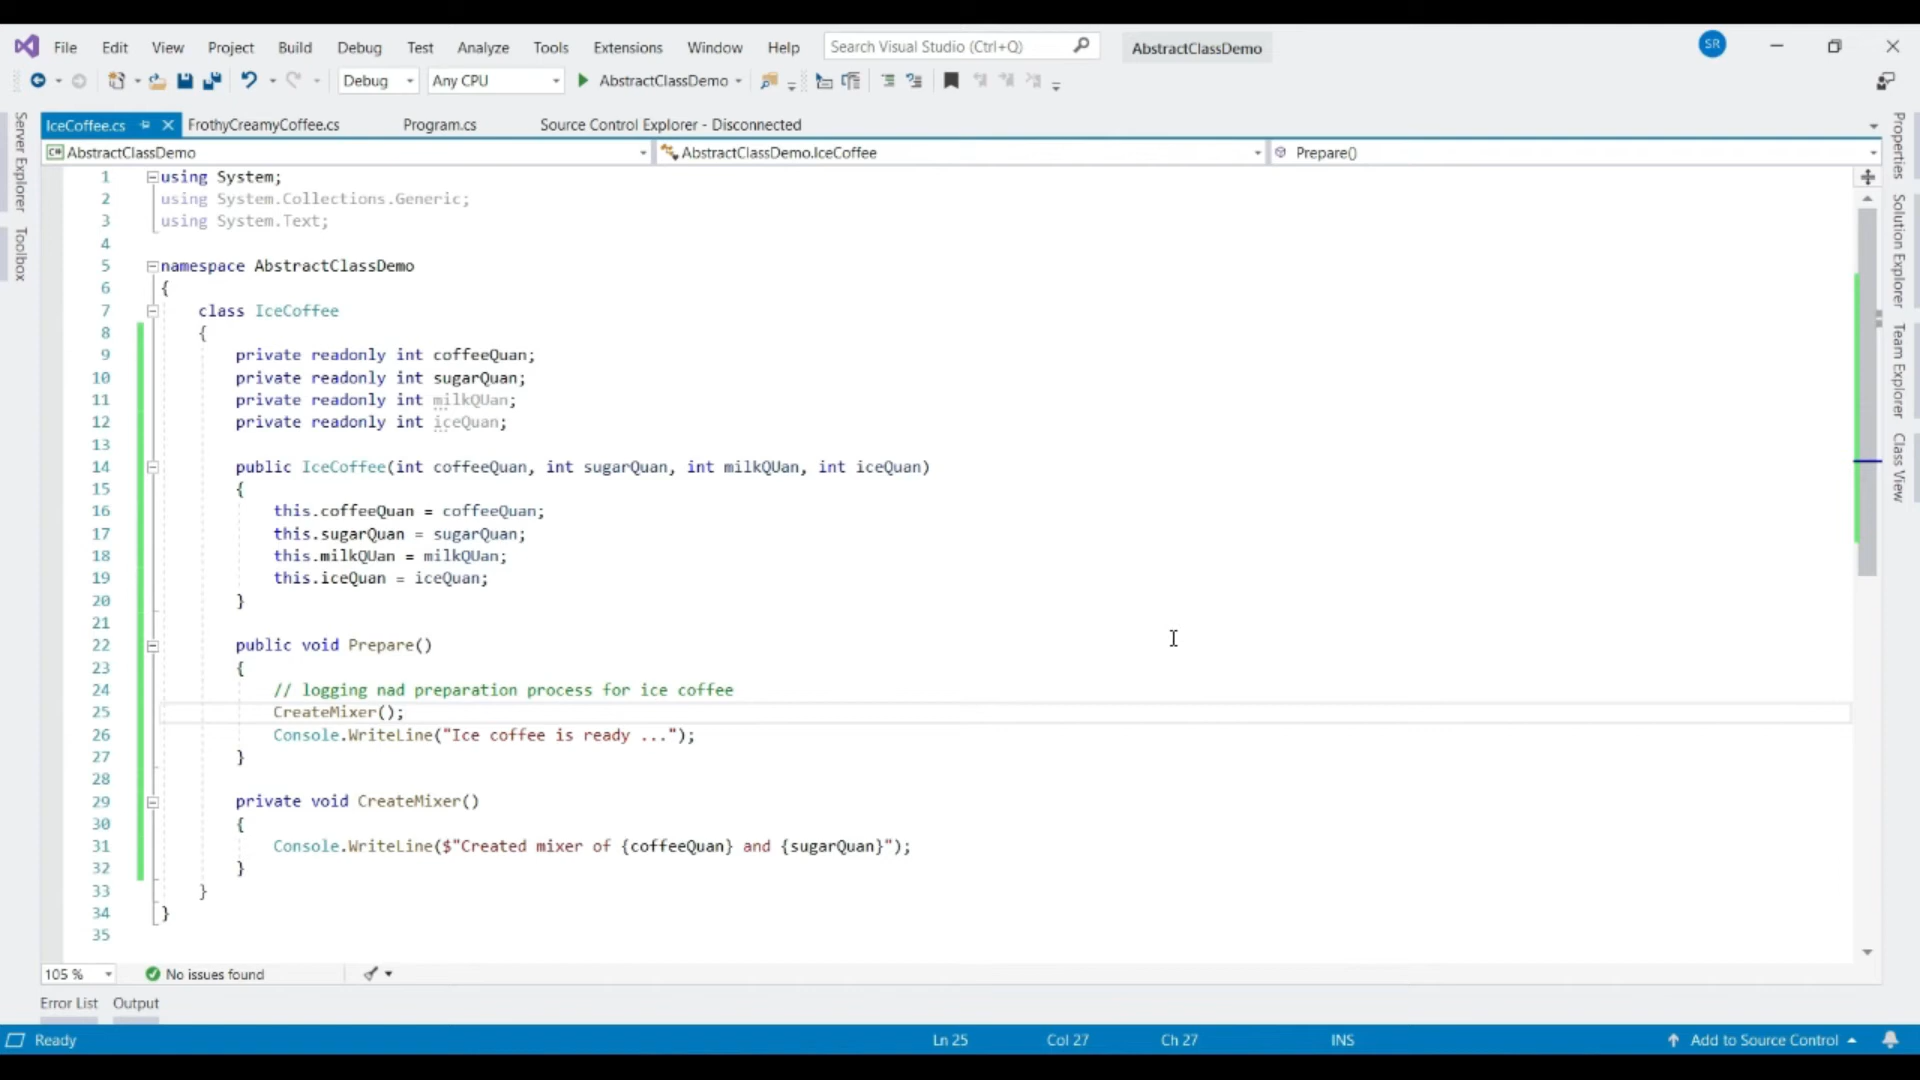 File Edit View Project Build Debug Test Analyze Tools Extensions Window Help Search Visual Studio (Ctrl+Q) AbstractClassDemo SR
Debug Any CPU AbstractClassDemo
IceCoffee.cs FrothyCreamyCoffee.cs Program.cs Source Control Explorer - Disconnected
AbstractClassDemo AbstractClassDemo.IceCoffee Prepare()
Server Explorer
Toolbox
1 using System;
2 using System.Collections.Generic;
3 using System.Text;
4
5 namespace AbstractClassDemo
6 {
7 class IceCoffee
8 {
9 private readonly int coffeeQuan;
10 private readonly int sugarQuan;
11 private readonly int milkQUan;
12 private readonly int iceQuan;
13
14 public IceCoffee(int coffeeQuan, int sugarQuan, int milkQUan, int iceQuan)
15 {
16 this.coffeeQuan = coffeeQuan;
17 this.sugarQuan = sugarQuan;
18 this.milkQUan = milkQUan;
19 this.iceQuan = iceQuan;
20 }
21
22 public void Prepare()
23 {
24 // logging nad preparation process for ice coffee
25 CreateMixer();
26 Console.WriteLine("Ice coffee is ready ...");
27 }
28
29 private void CreateMixer()
30 {
31 Console.WriteLine($"Created mixer of {coffeeQuan} and {sugarQuan}");
32 }
33 }
34 }
35
Properties
Solution Explorer
Team Explorer
Class View
105 % No issues found
Error List Output
Ready Ln 25 Col 27 Ch 27 INS Add to Source Control